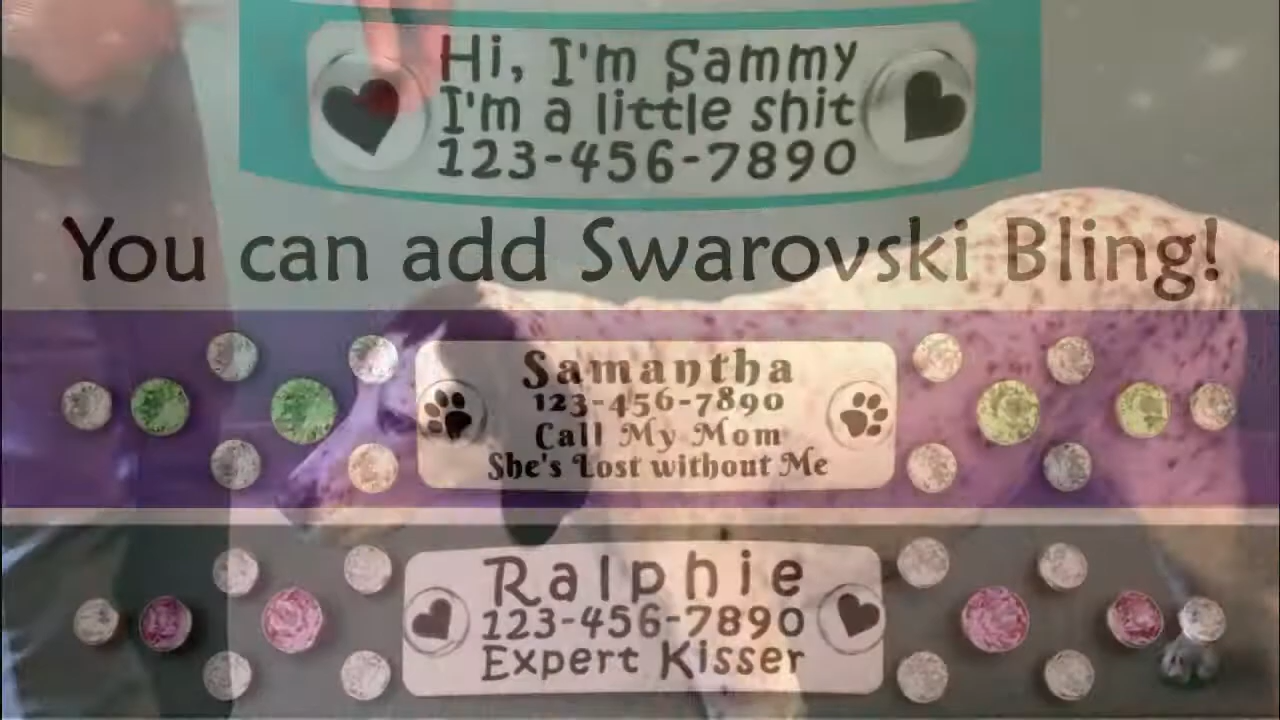 Hi, I'm Sammy
I'm a little shit
123-456-7890
You can add Swarovski Bling!
Samantha
123-456-7890
Call My Mom
She's Lost without Me
Ralphie
123-456-7890
Expert Kisser